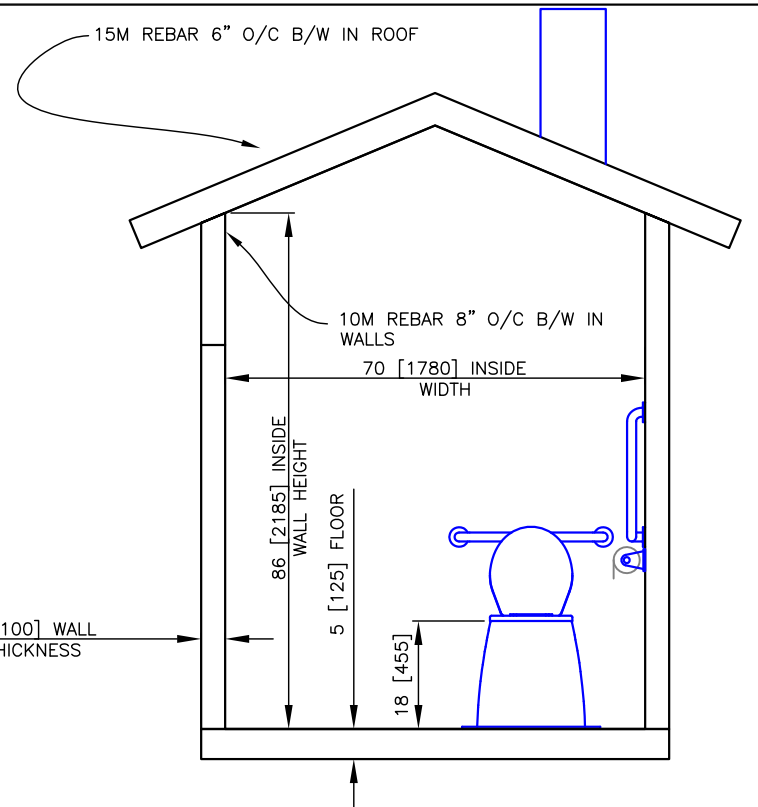 15M REBAR 6” O/C B/W IN ROOF
10M REBAR 8” O/C B/W IN
WALLS
70 [1780] INSIDE
WIDTH
86 [2185] INSIDE
WALL HEIGHT
5 [125] FLOOR
18 [455]
100] WALL
HICKNESS